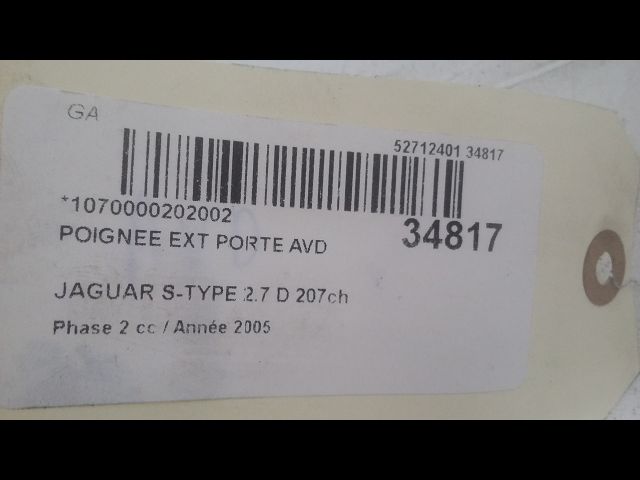 GA
52712401 34817
*1070000202002
34817
POIGNEE EXT PORTE AVD
JAGUAR S-TYPE 2.7 D 207ch
Phase 2 cc / Année 2005